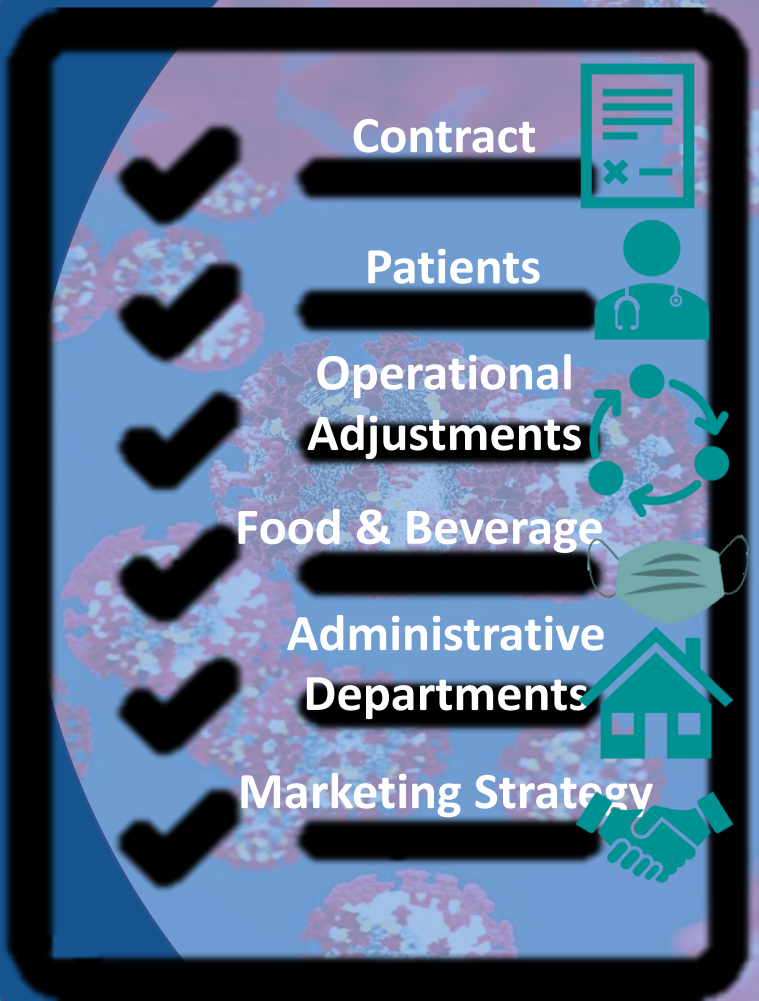 Contract
Patients
Operational
Adjustments
Food & Beverage
Administrative
Departments
Marketing Strategy